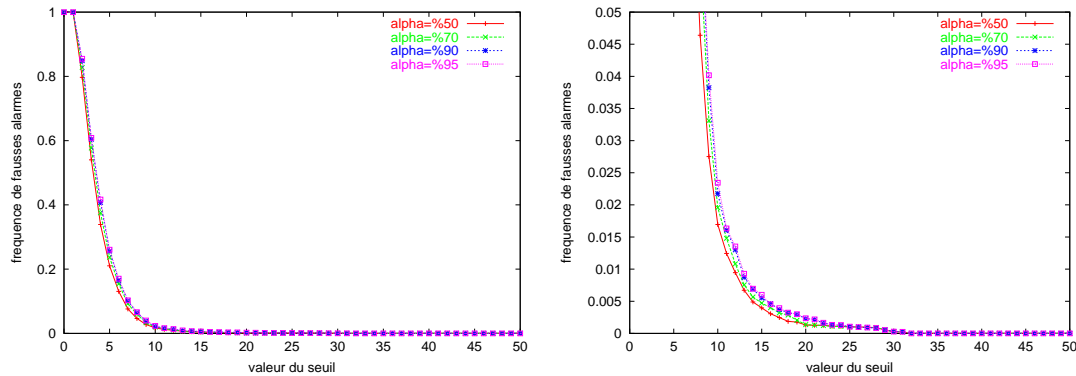 alpha=%50
alpha=%70
alpha=%90
alpha=%95
1
0.8
0.6
0.4
0.2
0
frequence de fausses alarmes
0 5 10 15 20 25 30 35 40 45 50
valeur du seuil
alpha=%50
alpha=%70
alpha=%90
alpha=%95
0.05
0.045
0.04
0.035
0.03
0.025
0.02
0.015
0.01
0.005
0
frequence de fausses alarmes
0 5 10 15 20 25 30 35 40 45 50
valeur du seuil